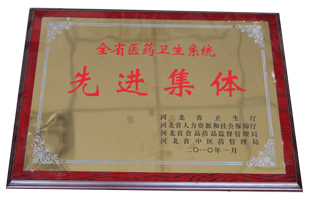 全省医药卫生系统
先进集体
河北省卫生厅
河北省人力资源和社会保障厅
河北省食品药品监督管理局
河北省中医药管理局
二〇一〇年一月